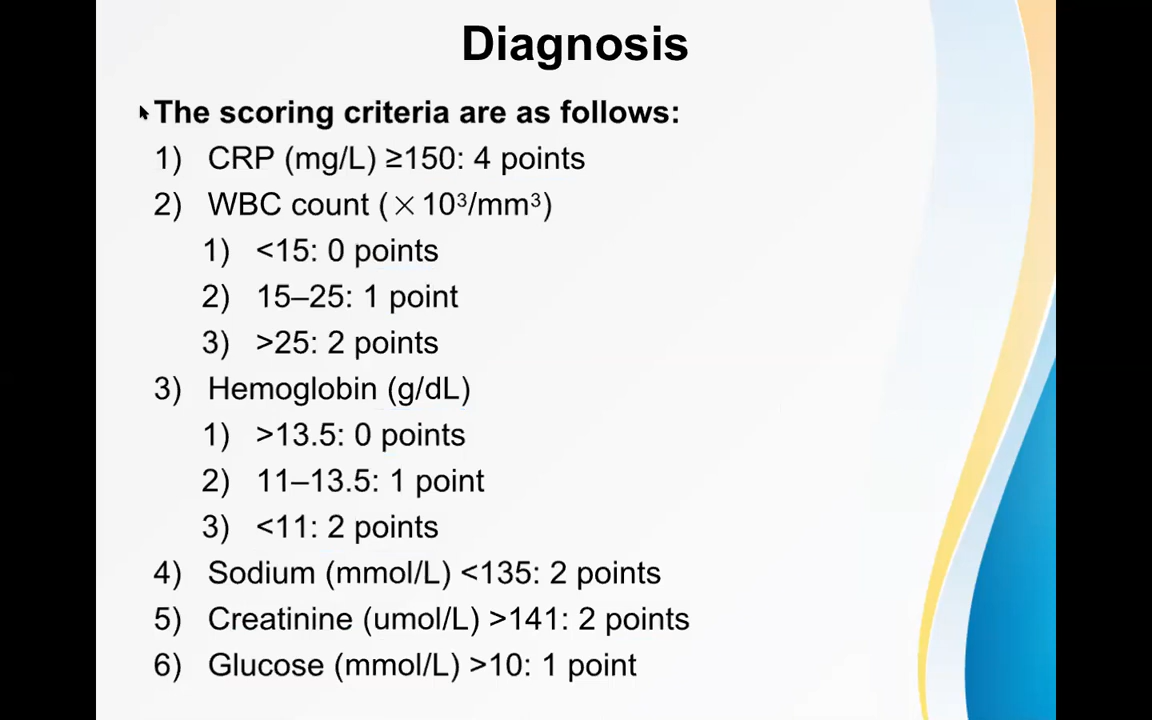 Diagnosis
The scoring criteria are as follows:
1) CRP (mg/L) ≥150: 4 points
2) WBC count (×10³/mm³)
1) <15: 0 points
2) 15–25: 1 point
3) >25: 2 points
3) Hemoglobin (g/dL)
1) >13.5: 0 points
2) 11–13.5: 1 point
3) <11: 2 points
4) Sodium (mmol/L) <135: 2 points
5) Creatinine (umol/L) >141: 2 points
6) Glucose (mmol/L) >10: 1 point